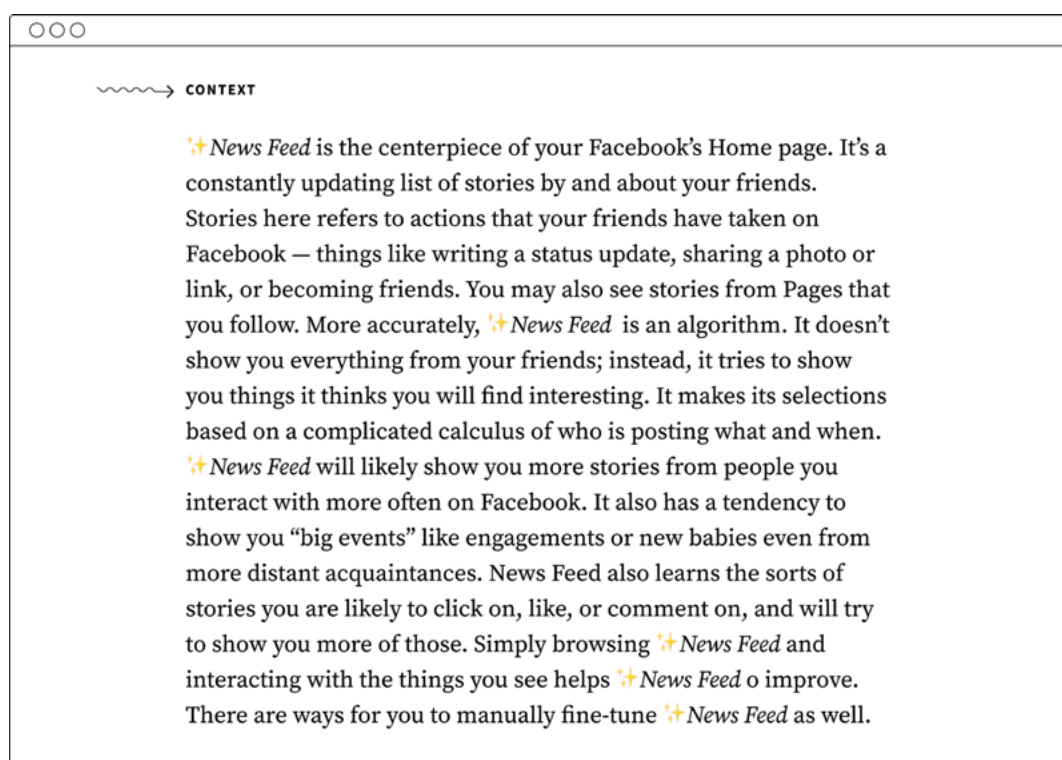 CONTEXT
✨News Feed is the centerpiece of your Facebook’s Home page. It’s a
constantly updating list of stories by and about your friends.
Stories here refers to actions that your friends have taken on
Facebook — things like writing a status update, sharing a photo or
link, or becoming friends. You may also see stories from Pages that
you follow. More accurately, ✨News Feed is an algorithm. It doesn’t
show you everything from your friends; instead, it tries to show
you things it thinks you will find interesting. It makes its selections
based on a complicated calculus of who is posting what and when.
✨News Feed will likely show you more stories from people you
interact with more often on Facebook. It also has a tendency to
show you “big events” like engagements or new babies even from
more distant acquaintances. News Feed also learns the sorts of
stories you are likely to click on, like, or comment on, and will try
to show you more of those. Simply browsing ✨News Feed and
interacting with the things you see helps ✨News Feed o improve.
There are ways for you to manually fine-tune ✨News Feed as well.